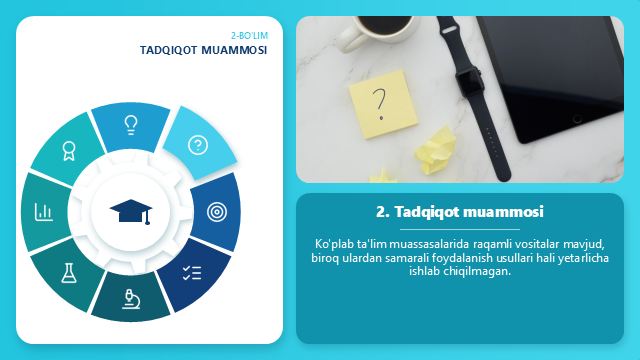 2-BO'LIM
TADQIQOT MUAMMOSI
?
2. Tadqiqot muammosi
Ko'plab ta'lim muassasalarida raqamli vositalar mavjud,
biroq ulardan samarali foydalanish usullari hali yetarlicha
ishlab chiqilmagan.